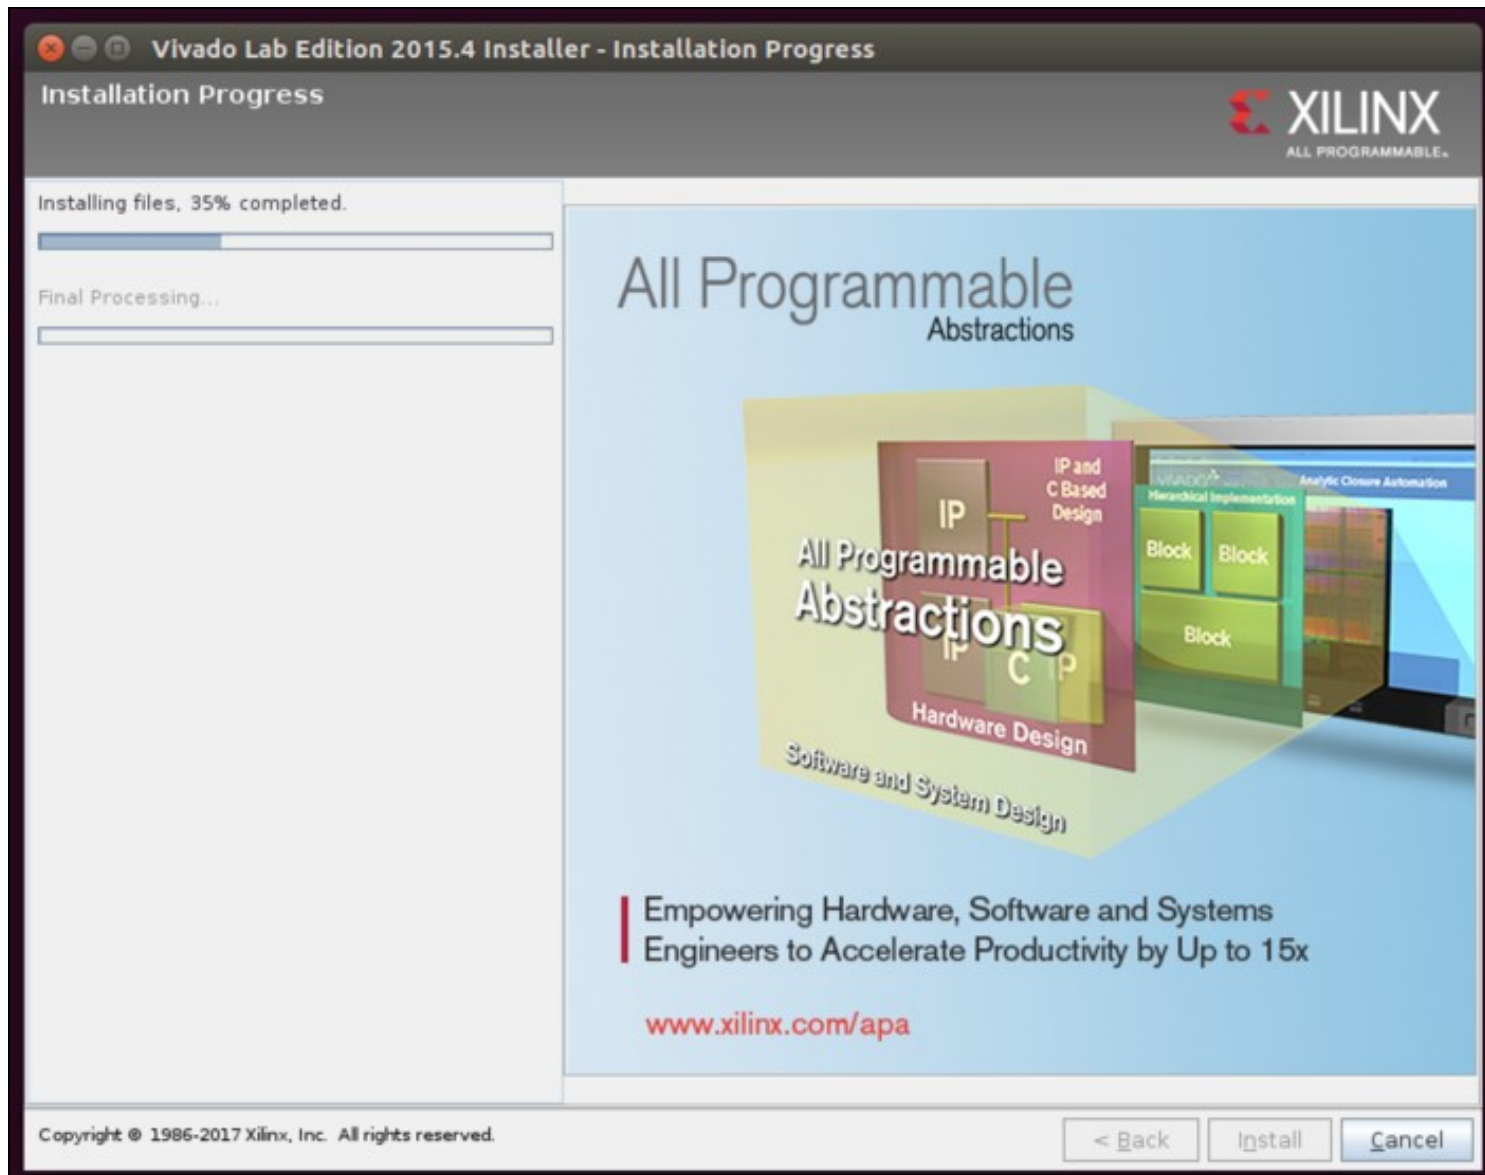 Vivado Lab Edition 2015.4 Installer - Installation Progress
Installation Progress
XILINX
ALL PROGRAMMABLE.
Installing files, 35% completed.
Final Processing...
All Programmable
Abstractions
IP and
C Based
Design
IP
All Programmable
Abstractions
IP
C
IP
Hardware Design
Software and System Design
VIVADO
Analytic Closure Automation
Hierarchical Implementation
Block
Block
Block
Empowering Hardware, Software and Systems
Engineers to Accelerate Productivity by Up to 15x
www.xilinx.com/apa
Copyright © 1986-2017 Xilinx, Inc. All rights reserved.
< Back
Install
Cancel